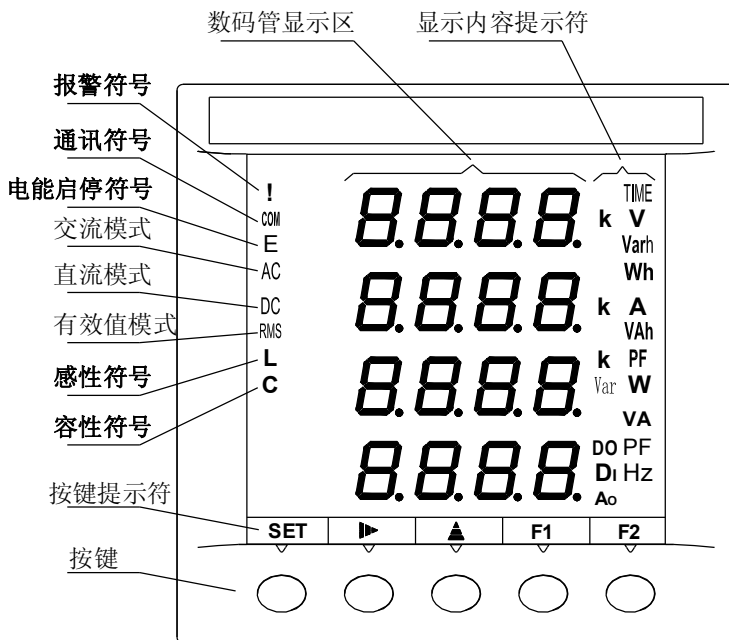 数码管显示区 显示内容提示符
报警符号
通讯符号
电能启停符号
交流模式
直流模式
有效值模式
感性符号
容性符号
按键提示符
按键
!
COM
E
AC
DC
RMS
L
C
8.8.8.8
8.8.8.8
8.8.8.8
8.8.8.8
TIME
k V
Varh
Wh
k A
VAh
k PF
Var W
VA
DO PF
DI Hz
AO
SET F1 F2